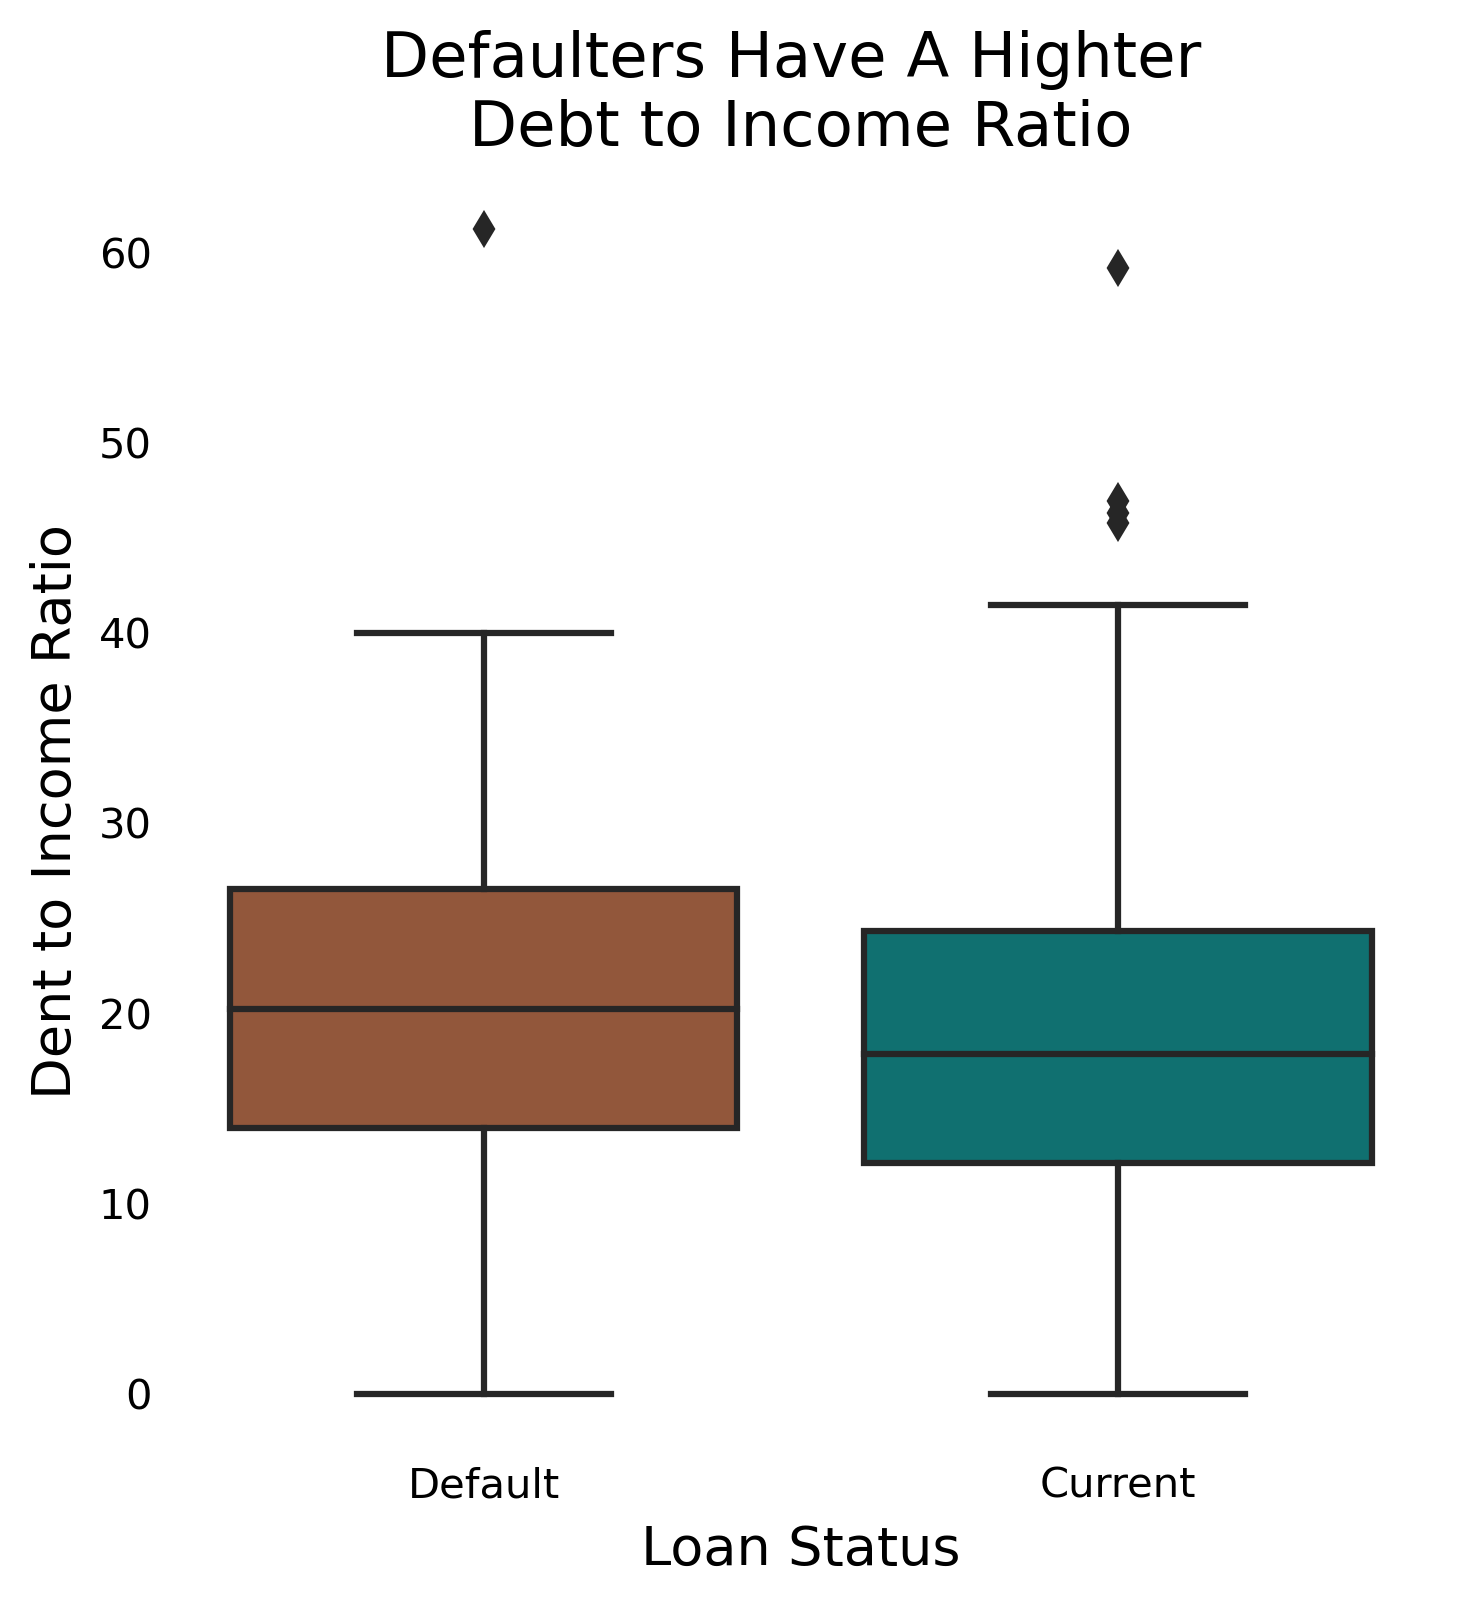 Defaulters Have A Highter
Debt to Income Ratio
60
50
40
30
20
10
0
Dent to Income Ratio
Default
Current
Loan Status